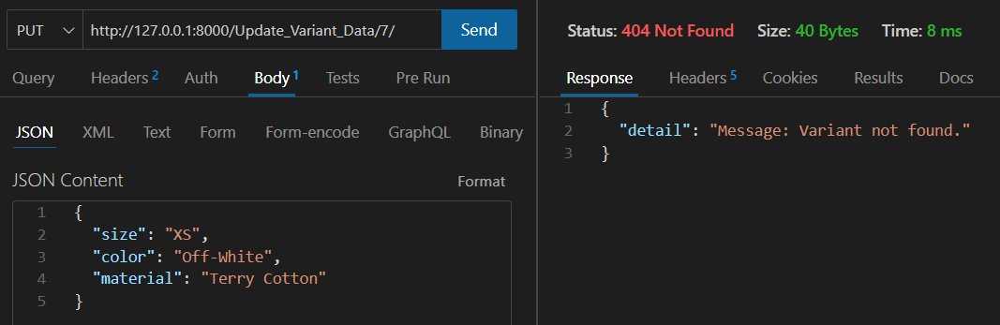 PUT http://127.0.0.1:8000/Update_Variant_Data/7/ Send
Query Headers 2 Auth Body 1 Tests Pre Run
JSON XML Text Form Form-encode GraphQL Binary
JSON Content Format
1 {
2 "size": "XS",
3 "color": "Off-White",
4 "material": "Terry Cotton"
5 }
Status: 404 Not Found Size: 40 Bytes Time: 8 ms
Response Headers 5 Cookies Results Docs
1 {
2 "detail": "Message: Variant not found."
3 }